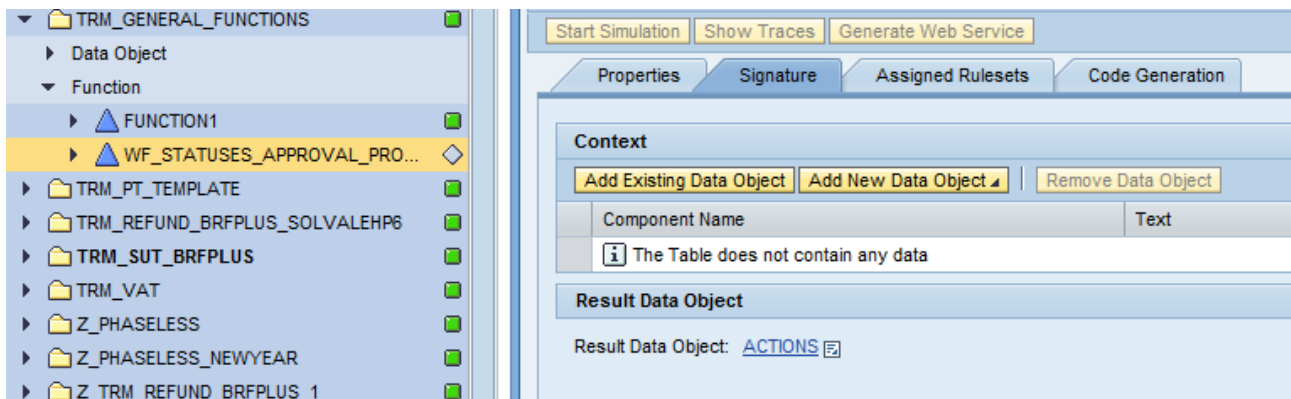 TRM_GENERAL_FUNCTIONS
Data Object
Function
FUNCTION1
WF_STATUSES_APPROVAL_PRO...
TRM_PT_TEMPLATE
TRM_REFUND_BRFPLUS_SOLVALEHP6
TRM_SUT_BRFPLUS
TRM_VAT
Z_PHASELESS
Z_PHASELESS_NEWYEAR
Z_TRM_REFUND_BRFPLUS_1
Start Simulation Show Traces Generate Web Service
Properties Signature Assigned Rulesets Code Generation
Context
Add Existing Data Object Add New Data Object Remove Data Object
Component Name Text
The Table does not contain any data
Result Data Object
Result Data Object: ACTIONS